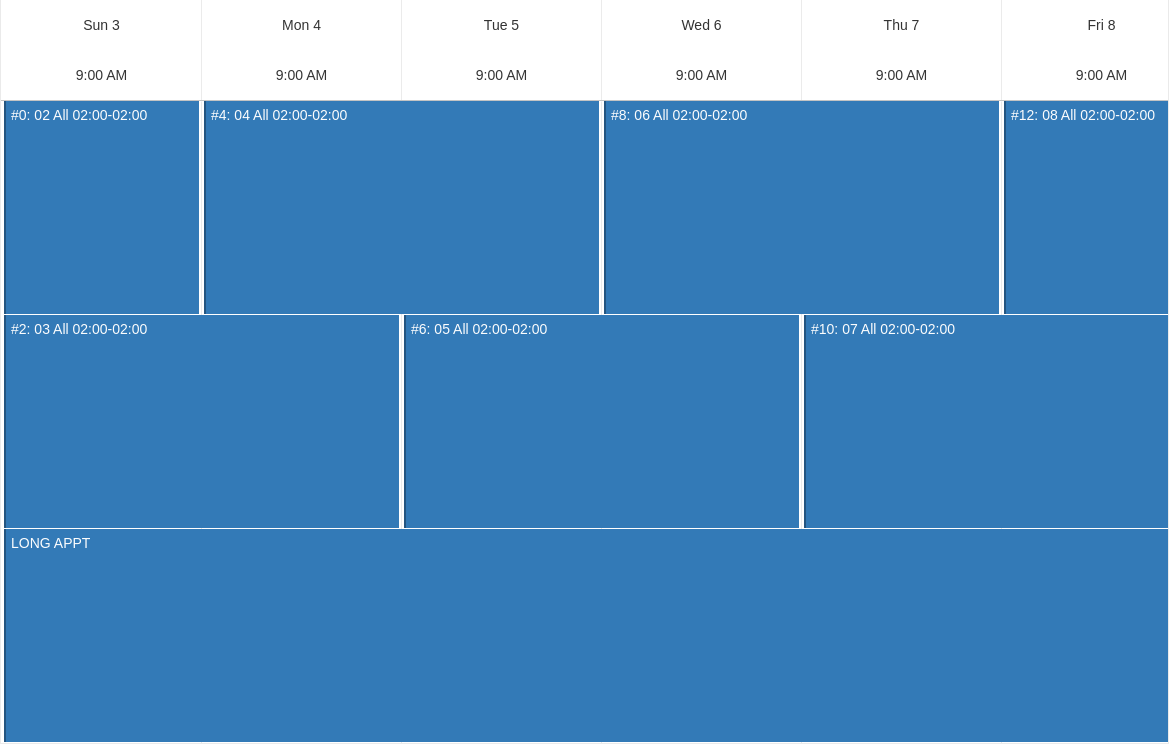 Sun 3 Mon 4 Tue 5 Wed 6 Thu 7 Fri 8
9:00 AM 9:00 AM 9:00 AM 9:00 AM 9:00 AM 9:00 AM
#0: 02 All 02:00-02:00 #4: 04 All 02:00-02:00 #8: 06 All 02:00-02:00 #12: 08 All 02:00-02:00
#2: 03 All 02:00-02:00 #6: 05 All 02:00-02:00 #10: 07 All 02:00-02:00
LONG APPT